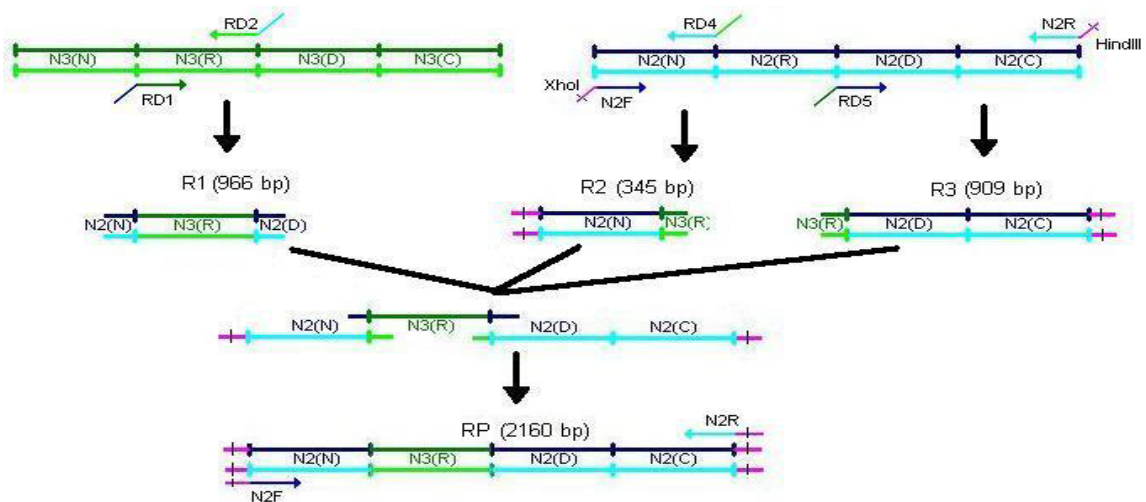 RD2
RD4
N2R
HindIII
N3(N) N3(R) N3(D) N3(C)
N2(N) N2(R) N2(D) N2(C)
RD1
XhoI
N2F
RD5
R1 (966 bp)
R2 (345 bp)
R3 (909 bp)
N2(N) N3(R) N2(D)
N2(N) N3(R)
N3(R) N2(D) N2(C)
N2(N) N3(R) N2(D) N2(C)
RP (2160 bp)
N2R
N2(N) N3(R) N2(D) N2(C)
N2F